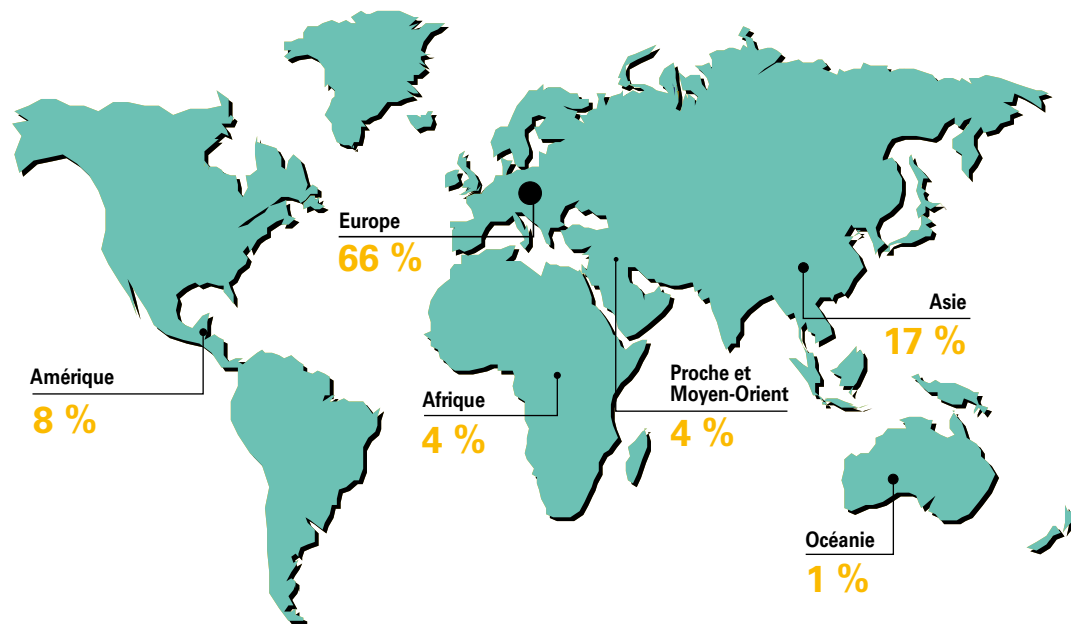 Europe
66 %
Asie
17 %
Amérique
8 %
Afrique
4 %
Proche et
Moyen-Orient
4 %
Océanie
1 %